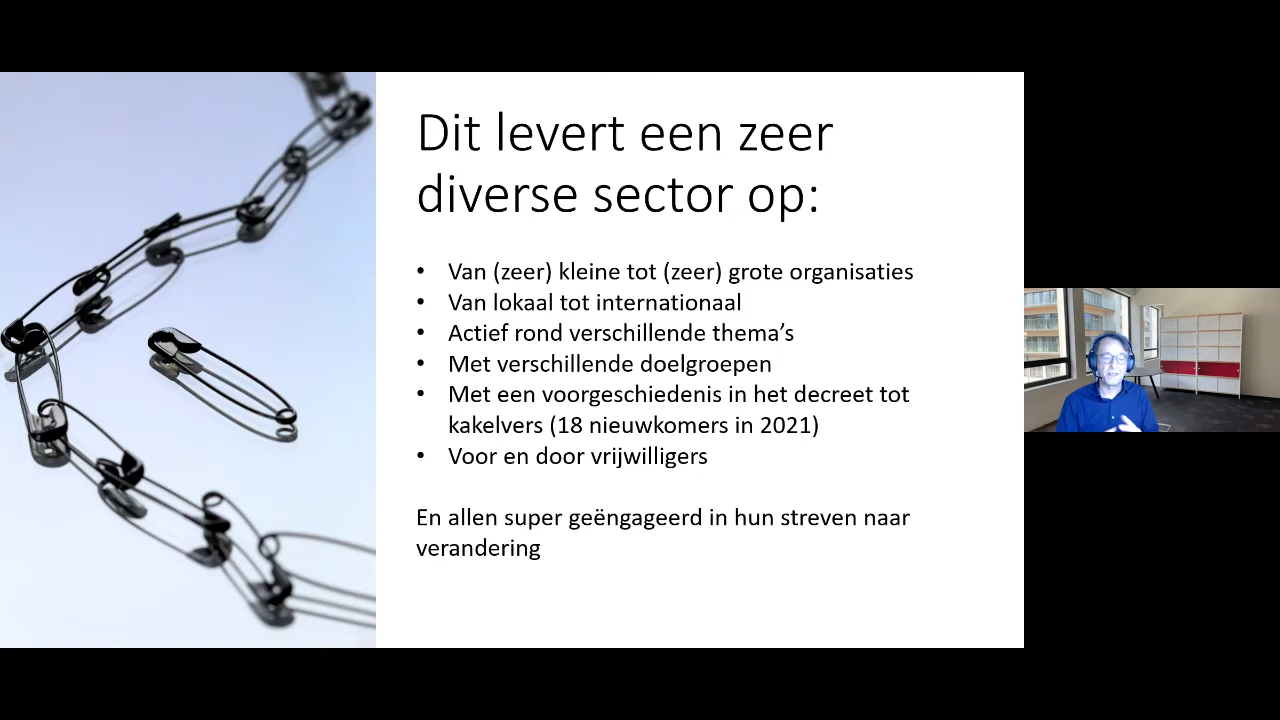 Dit levert een zeer
diverse sector op:
• Van (zeer) kleine tot (zeer) grote organisaties
• Van lokaal tot internationaal
• Actief rond verschillende thema’s
• Met verschillende doelgroepen
• Met een voorgeschiedenis in het decreet tot
kakelvers (18 nieuwkomers in 2021)
• Voor en door vrijwilligers
En allen super geëngageerd in hun streven naar
verandering